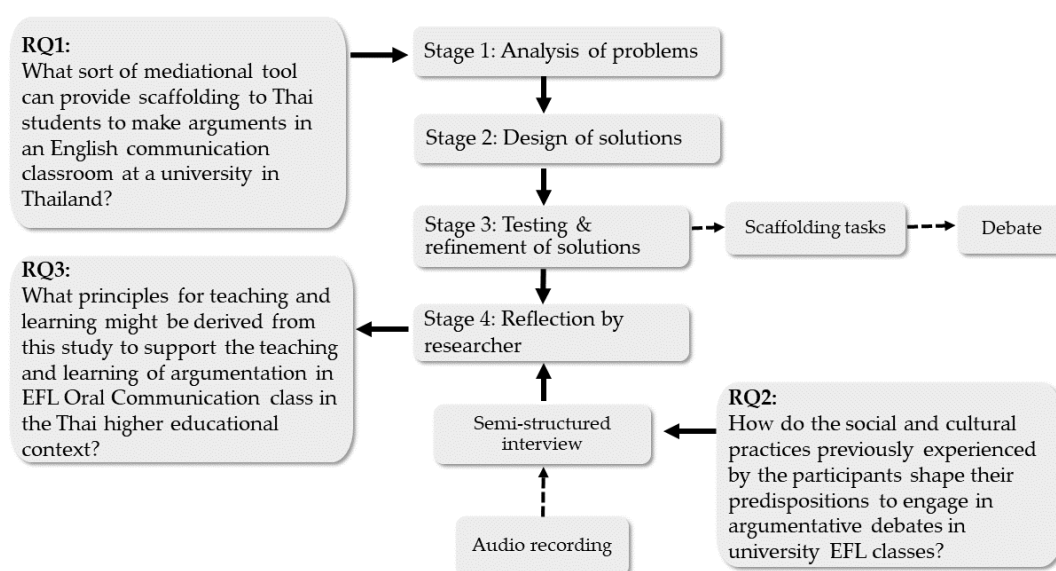 RQ1:
What sort of mediational tool
can provide scaffolding to Thai
students to make arguments in
an English communication
classroom at a university in
Thailand?
Stage 1: Analysis of problems
Stage 2: Design of solutions
Stage 3: Testing &
refinement of solutions
Scaffolding tasks
Debate
Stage 4: Reflection by
researcher
RQ3:
What principles for teaching and
learning might be derived from
this study to support the teaching
and learning of argumentation in
EFL Oral Communication class in
the Thai higher educational
context?
Semi-structured
interview
Audio recording
RQ2:
How do the social and cultural
practices previously experienced
by the participants shape their
predispositions to engage in
argumentative debates in
university EFL classes?